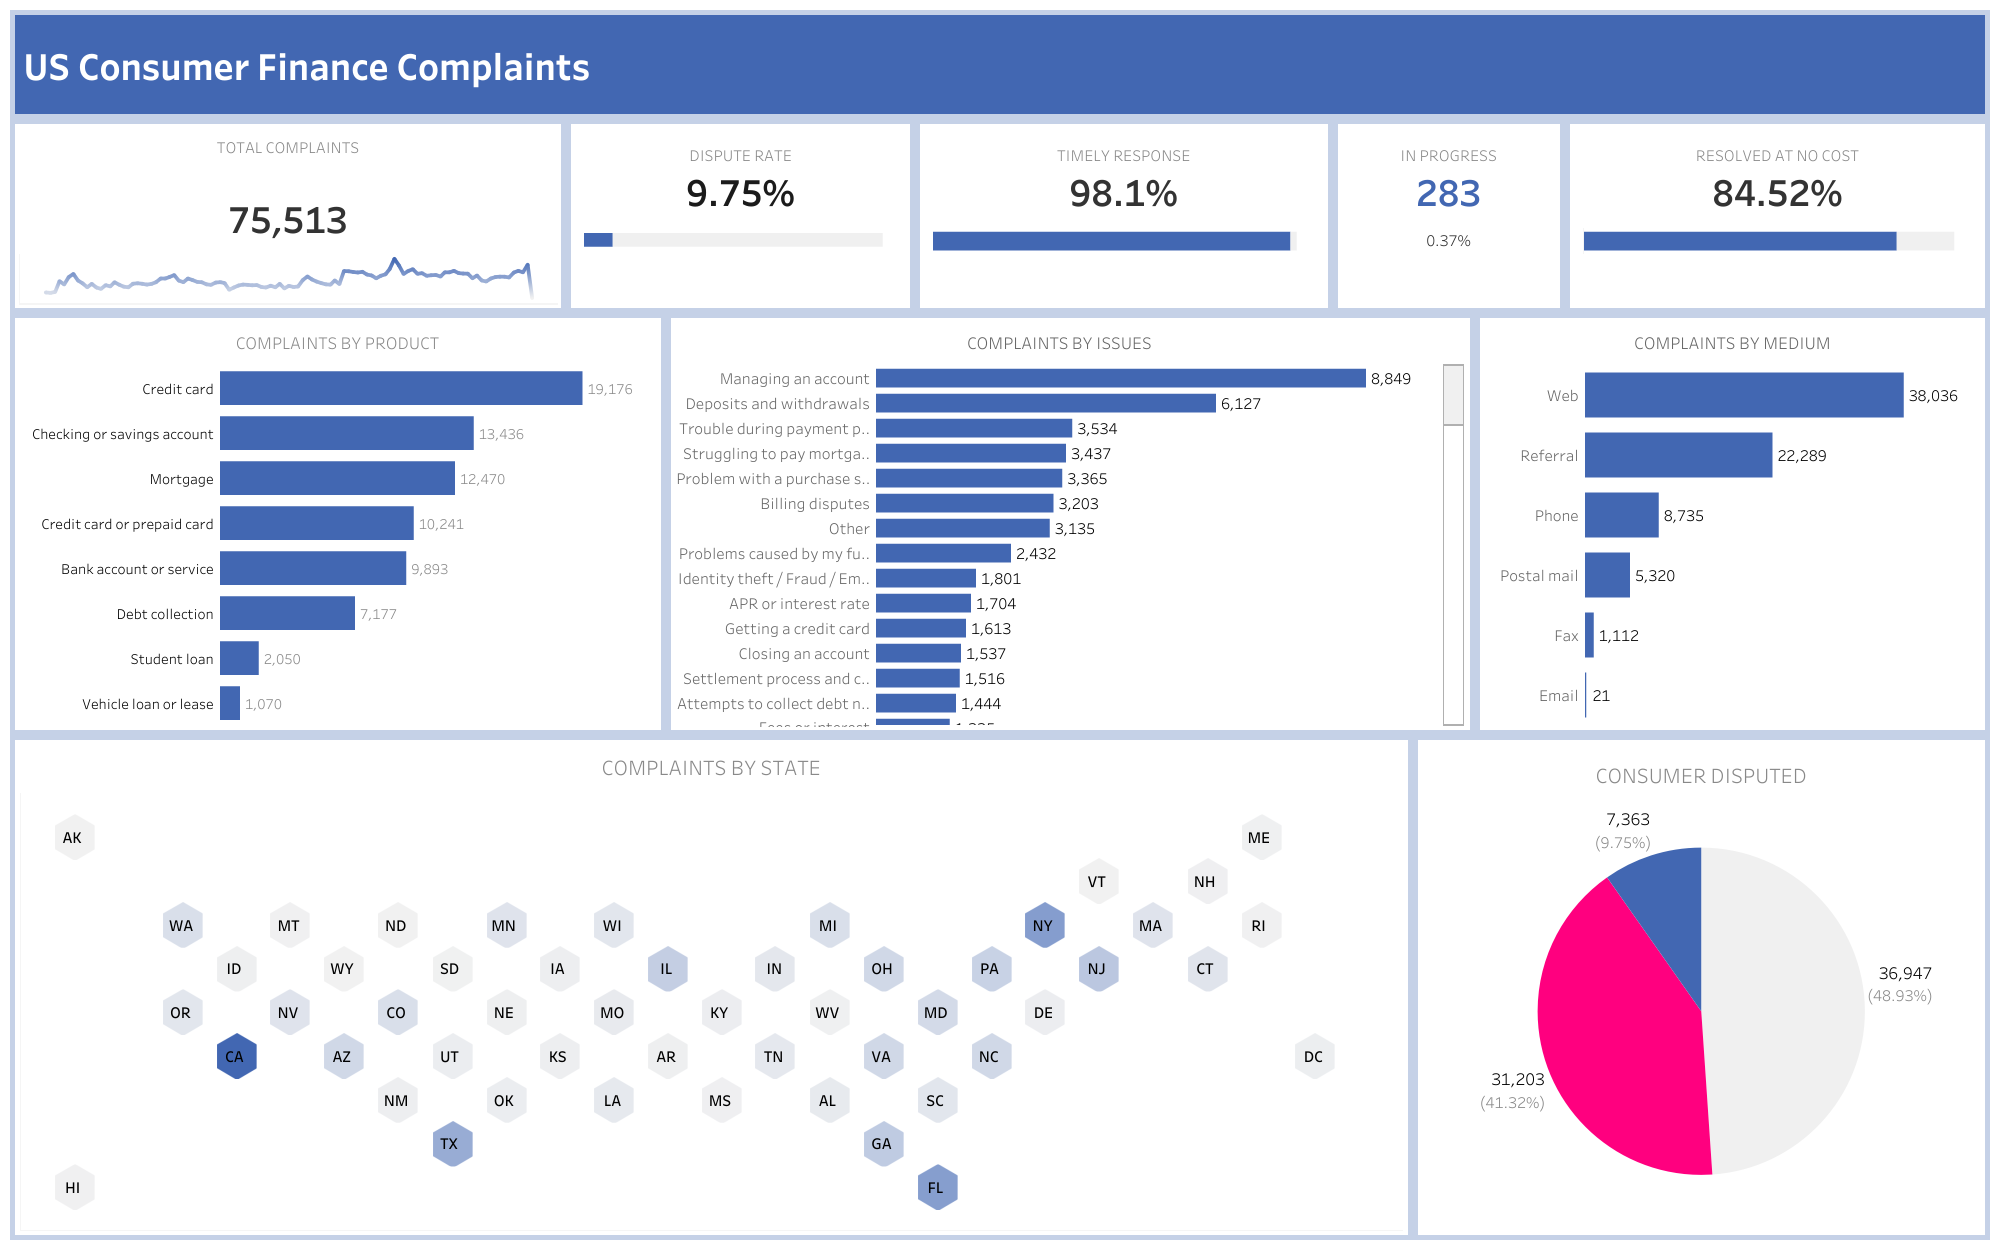 US Consumer Finance Complaints
TOTAL COMPLAINTS
75,513
DISPUTE RATE
9.75%
TIMELY RESPONSE
98.1%
IN PROGRESS
283
0.37%
RESOLVED AT NO COST
84.52%
COMPLAINTS BY PRODUCT
Credit card 19,176
Checking or savings account 13,436
Mortgage 12,470
Credit card or prepaid card 10,241
Bank account or service 9,893
Debt collection 7,177
Student loan 2,050
Vehicle loan or lease 1,070
COMPLAINTS BY ISSUES
Managing an account 8,849
Deposits and withdrawals 6,127
Trouble during payment p.. 3,534
Struggling to pay mortga.. 3,437
Problem with a purchase s.. 3,365
Billing disputes 3,203
Other 3,135
Problems caused by my fu.. 2,432
Identity theft / Fraud / Em.. 1,801
APR or interest rate 1,704
Getting a credit card 1,613
Closing an account 1,537
Settlement process and c.. 1,516
Attempts to collect debt n.. 1,444
Fees or interest
COMPLAINTS BY MEDIUM
Web 38,036
Referral 22,289
Phone 8,735
Postal mail 5,320
Fax 1,112
Email 21
COMPLAINTS BY STATE
AK ME
VT NH
WA MT ND MN WI MI NY MA RI
ID WY SD IA IL IN OH PA NJ CT
OR NV CO NE MO KY WV MD DE
CA AZ UT KS AR TN VA NC DC
NM OK LA MS AL SC
TX GA
HI FL
CONSUMER DISPUTED
7,363
(9.75%)
36,947
(48.93%)
31,203
(41.32%)